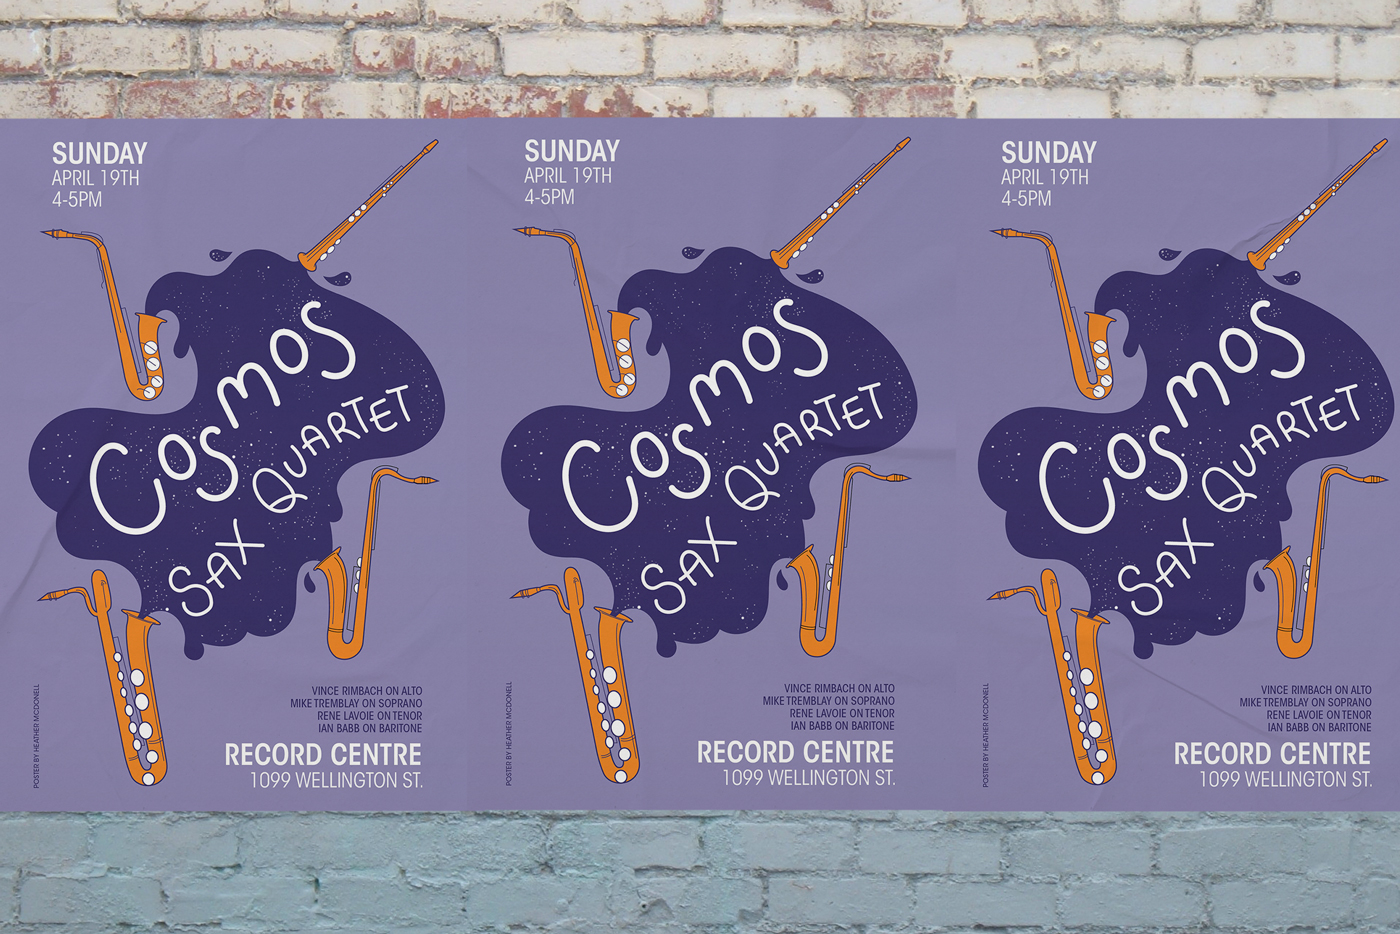 SUNDAY
APRIL 19TH
4-5PM
COSMOS
SAX QUARTET
VINCE RIMBACH ON ALTO
MIKE TREMBLAY ON SOPRANO
RENE LAVOIE ON TENOR
IAN BABB ON BARITONE
RECORD CENTRE
1099 WELLINGTON ST.
POSTER BY HEATHER MCDONELL
SUNDAY
APRIL 19TH
4-5PM
COSMOS
SAX QUARTET
VINCE RIMBACH ON ALTO
MIKE TREMBLAY ON SOPRANO
RENE LAVOIE ON TENOR
IAN BABB ON BARITONE
RECORD CENTRE
1099 WELLINGTON ST.
POSTER BY HEATHER MCDONELL
SUNDAY
APRIL 19TH
4-5PM
COSMOS
SAX QUARTET
VINCE RIMBACH ON ALTO
MIKE TREMBLAY ON SOPRANO
RENE LAVOIE ON TENOR
IAN BABB ON BARITONE
RECORD CENTRE
1099 WELLINGTON ST.
POSTER BY HEATHER MCDONELL